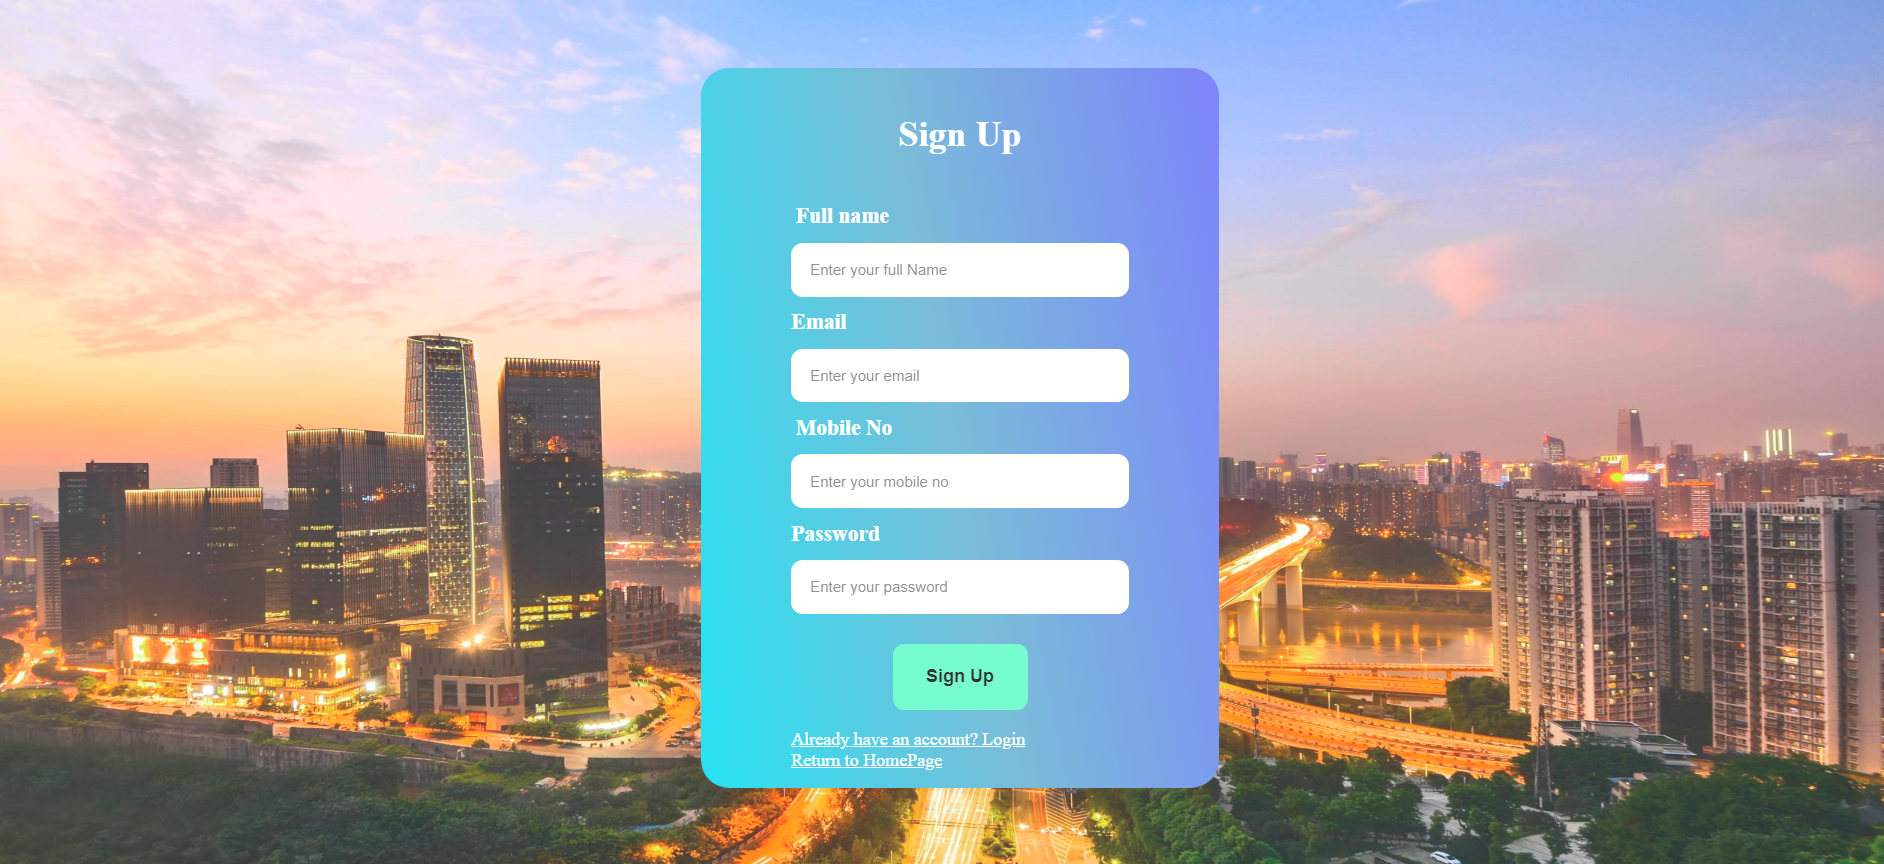 Sign Up
Full name
Enter your full Name
Email
Enter your email
Mobile No
Enter your mobile no
Password
Enter your password
Sign Up
Already have an account? Login
Return to HomePage